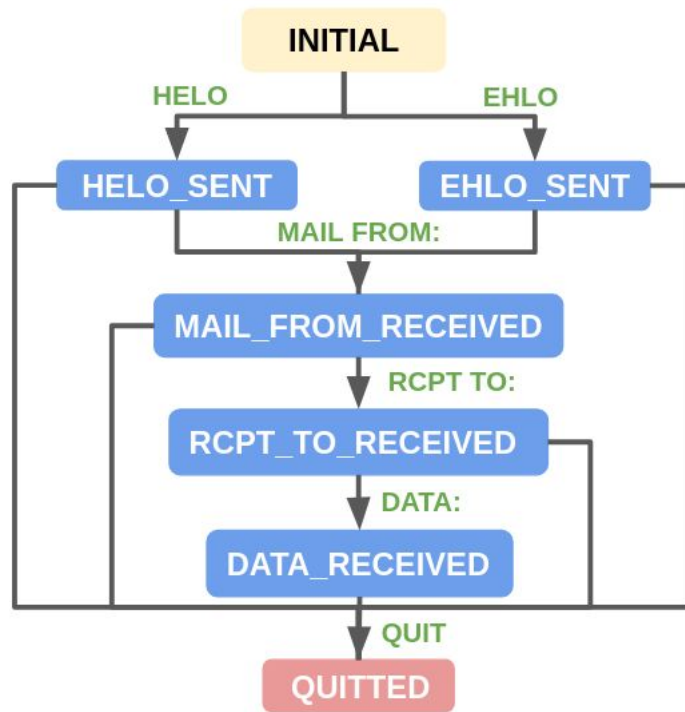 INITIAL
HELO
EHLO
HELO_SENT
EHLO_SENT
MAIL FROM:
MAIL_FROM_RECEIVED
RCPT TO:
RCPT_TO_RECEIVED
DATA:
DATA_RECEIVED
QUIT
QUITTED